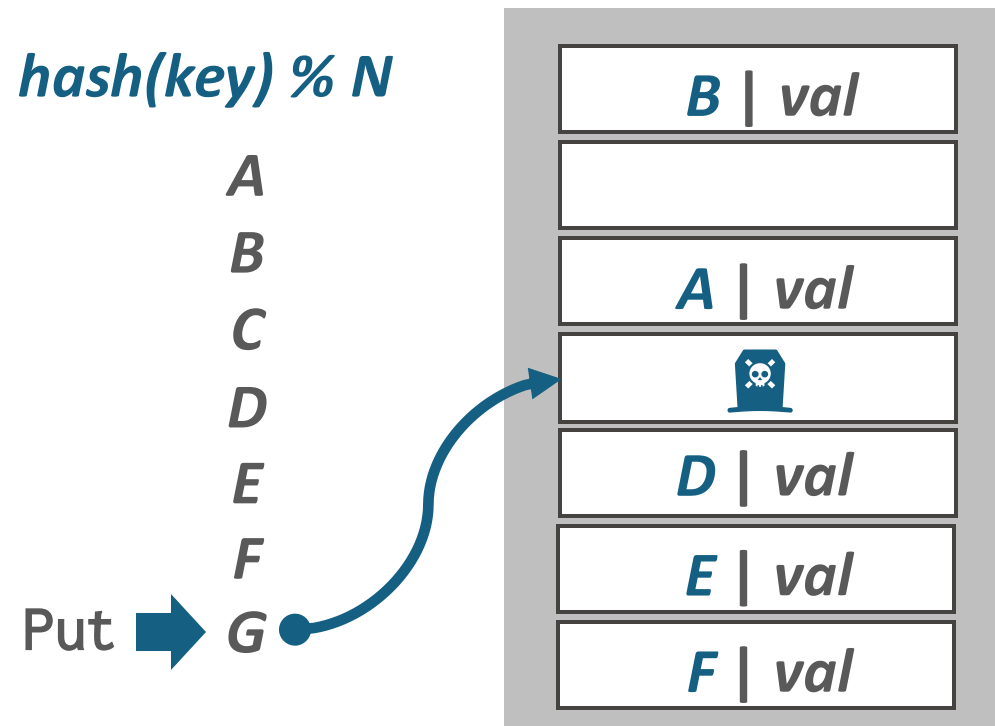 hash(key) % N
A
B
C
D
E
F
Put
G
B | val
A | val
D | val
E | val
F | val